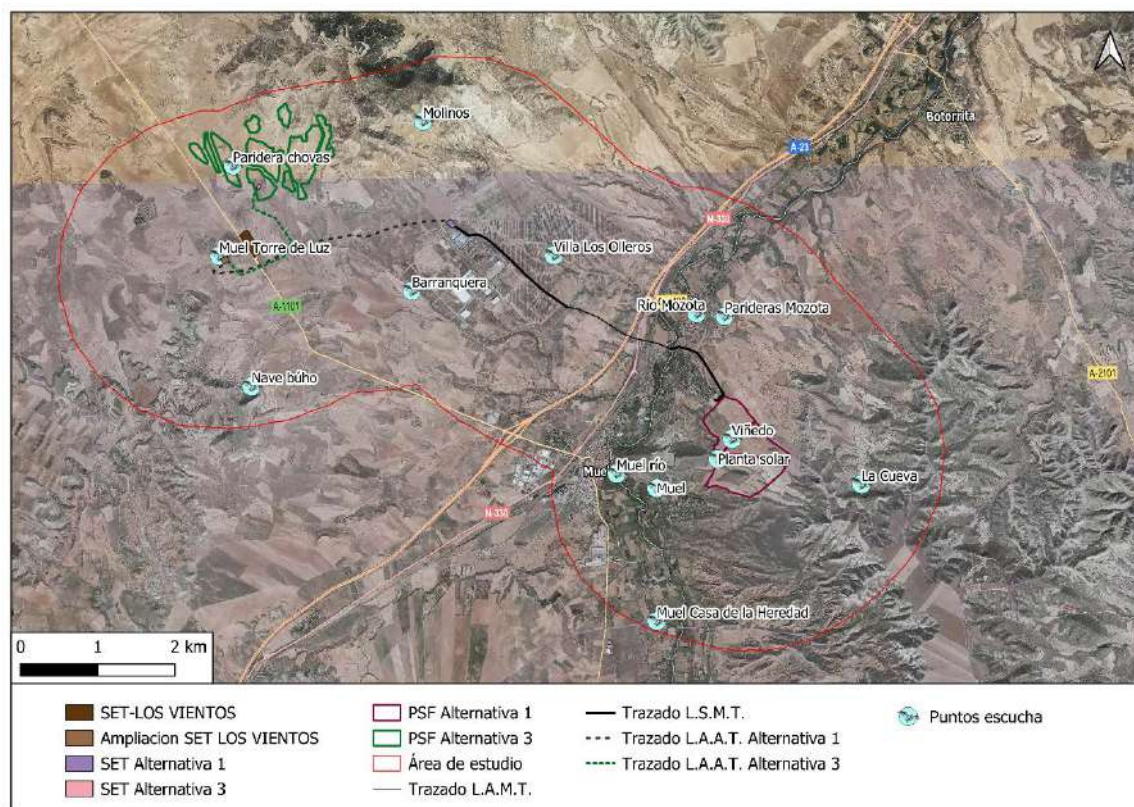 Molinos
Botorrita
A-23
Paridera chovas
N-330
Muel Torre de Luz
Villa Los Olleros
Barranquera
A-1101
Río Mozota
Parideras Mozota
A-2101
Nave búho
Viñedo
Planta solar
Muel río
La Cueva
Muel
N-330
Muel Casa de la Heredad
0 1 2 km
SET-LOS VIENTOS
Ampliacion SET LOS VIENTOS
SET Alternativa 1
SET Alternativa 3
PSF Alternativa 1
PSF Alternativa 3
Área de estudio
Trazado L.A.M.T.
Trazado L.S.M.T.
Trazado L.A.A.T. Alternativa 1
Trazado L.A.A.T. Alternativa 3
Puntos escucha